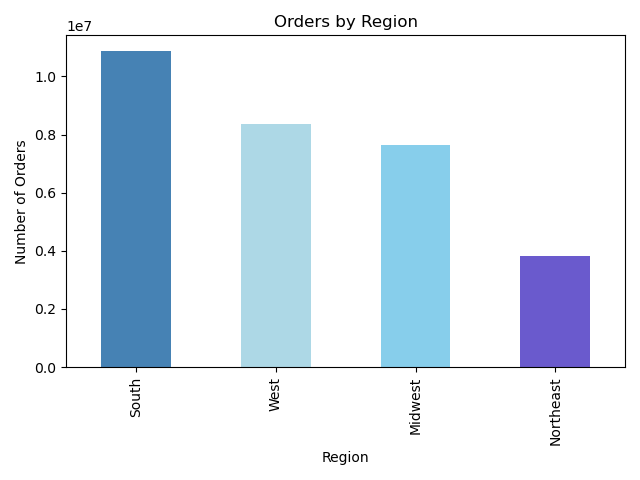 Orders by Region
1e7
1.0
0.8
0.6
0.4
0.2
0.0
Number of Orders
South
West
Midwest
Northeast
Region